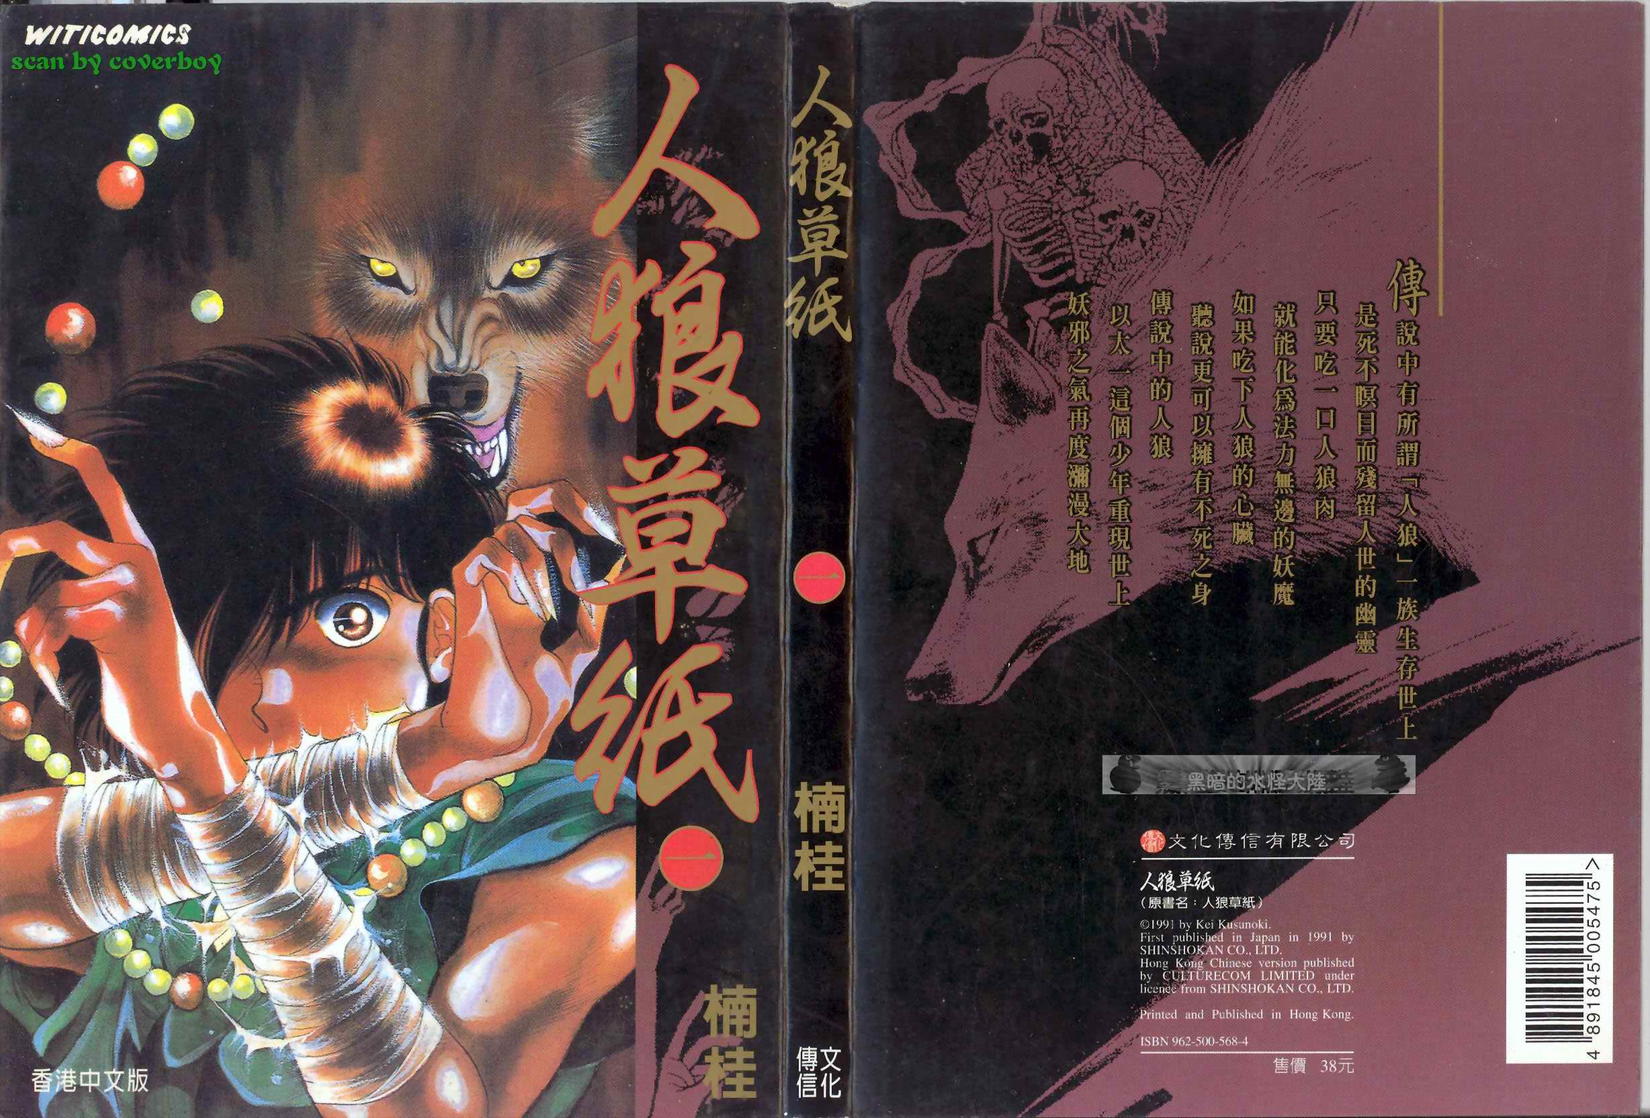 WITICOMICS
scan by coverboy
人狼草紙
一
楠桂
香港中文版
人狼草紙
一
楠桂
文化
傳信
傳說中有所謂「人狼」一族生存世上
是死不瞑目而殘留人世的幽靈
只要吃一口人狼肉
就能化爲法力無邊的妖魔
如果吃下人狼的心臟
聽說更可以擁有不死之身
傳說中的人狼
以太一這個少年重現世上
妖邪之氣再度瀰漫大地
黑暗的水怪大陸
文化傳信有限公司
人狼草紙
(原書名：人狼草紙)
©1991 by Kei Kusunoki.
First published in Japan in 1991 by
SHINSHOKAN CO., LTD.
Hong Kong Chinese version published
by CULTURECOM LIMITED under
licence from SHINSHOKAN CO., LTD.
Printed and Published in Hong Kong.
ISBN 962-500-568-4
售價 38元
4 891845 005475 >